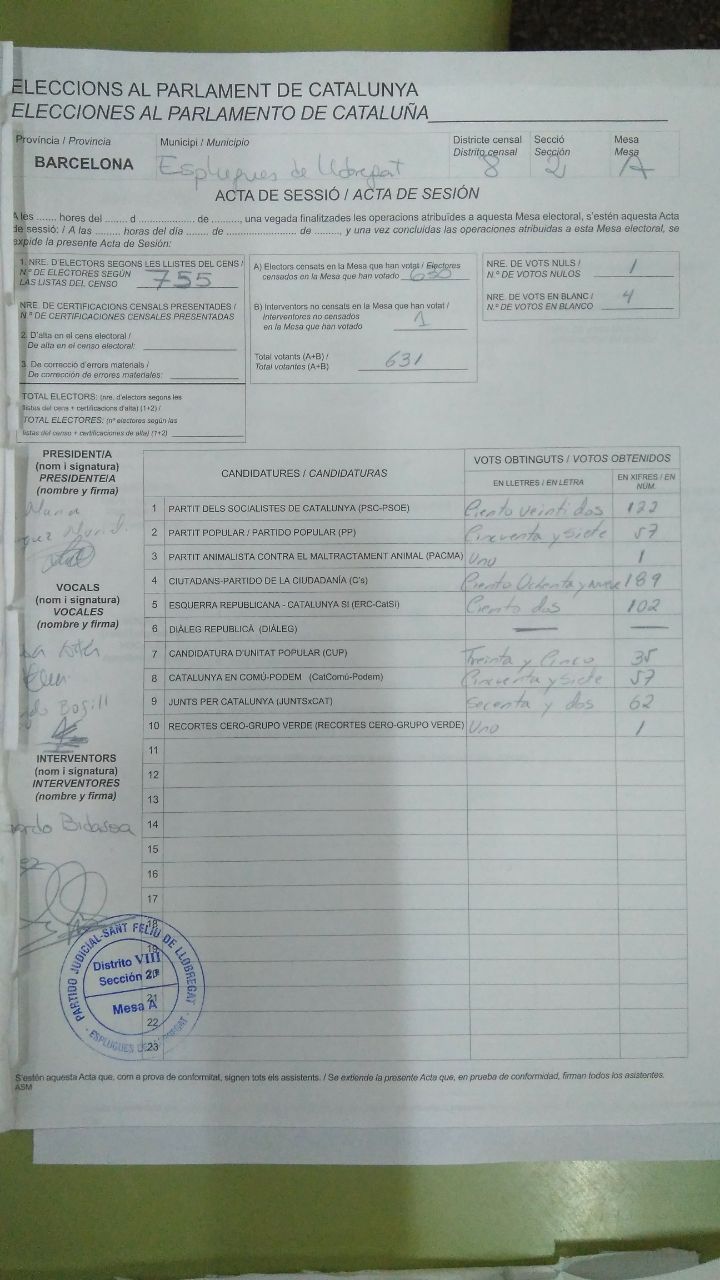 ELECCIONS AL PARLAMENT DE CATALUNYA
ELECCIONES AL PARLAMENTO DE CATALUÑA
Província / Provincia
BARCELONA
Municipi / Municipio
Esplugues de Llobregat
Districte censal
Distrito censal
8
Secció
Sección
2
Mesa
Mesa
A
ACTA DE SESSIÓ / ACTA DE SESIÓN
A les ....... hores del ....... d ................. de ........., una vegada finalitzades les operacions atribuïdes a aquesta Mesa electoral, s'estén aquesta Acta
de sessió: / A las ......... horas del día ....... de ....................... de ......., y una vez concluidas las operaciones atribuidas a esta Mesa electoral, se
expide la presente Acta de Sesión:
1. NRE. D'ELECTORS SEGONS LES LLISTES DEL CENS /
N.º DE ELECTORES SEGÚN
LAS LISTAS DEL CENSO 755
NRE. DE CERTIFICACIONS CENSALS PRESENTADES /
N.º DE CERTIFICACIONES CENSALES PRESENTADAS
2. D'alta en el cens electoral /
De alta en el censo electoral:
3. De correcció d'errors materials /
De corrección de errores materiales:
TOTAL ELECTORS: (nre. d'electors segons les
llistes del cens + certificacions d'alta) (1+2) /
TOTAL ELECTORES: (nº electores según las
listas del censo + certificaciones de alta) (1+2)
A) Electors censats en la Mesa que han votat / Electores
censados en la Mesa que han votado 630
B) Interventors no censats en la Mesa que han votat /
Interventores no censados
en la Mesa que han votado 1
Total votants (A+B) /
Total votantes (A+B) 631
NRE. DE VOTS NULS /
N.º DE VOTOS NULOS 1
NRE. DE VOTS EN BLANC /
N.º DE VOTOS EN BLANCO 4
PRESIDENT/A
(nom i signatura)
PRESIDENTE/A
(nombre y firma)
VOCALS
(nom i signatura)
VOCALES
(nombre y firma)
INTERVENTORS
(nom i signatura)
INTERVENTORES
(nombre y firma)
Bidasoa
CANDIDATURES / CANDIDATURAS
VOTS OBTINGUTS / VOTOS OBTENIDOS
EN LLETRES / EN LETRA
EN XIFRES / EN
NÚM.
1 PARTIT DELS SOCIALISTES DE CATALUNYA (PSC-PSOE) Ciento veintidos 122
2 PARTIT POPULAR / PARTIDO POPULAR (PP) Cincuenta y siete 57
3 PARTIT ANIMALISTA CONTRA EL MALTRACTAMENT ANIMAL (PACMA) Uno 1
4 CIUTADANS-PARTIDO DE LA CIUDADANÍA (C's) Ciento Ochenta y nueve 189
5 ESQUERRA REPUBLICANA - CATALUNYA SI (ERC-CatSí) Ciento dos 102
6 DIÀLEG REPUBLICÀ (DIÀLEG)
7 CANDIDATURA D'UNITAT POPULAR (CUP) Treinta y Cinco 35
8 CATALUNYA EN COMÚ-PODEM (CatComú-Podem) Cincuenta y siete 57
9 JUNTS PER CATALUNYA (JUNTSxCAT) Secenta y dos 62
10 RECORTES CERO-GRUPO VERDE (RECORTES CERO-GRUPO VERDE) Uno 1
11
12
13
14
15
16
17
18
19
20
21
22
23
PARTIDO JUDICIAL-SANT FELIU DE LLOBREGAT
Distrito VIII
Sección 2ª
Mesa A
S'estén aquesta Acta que, com a prova de conformitat, signen tots els assistents. / Se extiende la presente Acta que, en prueba de conformidad, firman todos los asistentes.
ASM